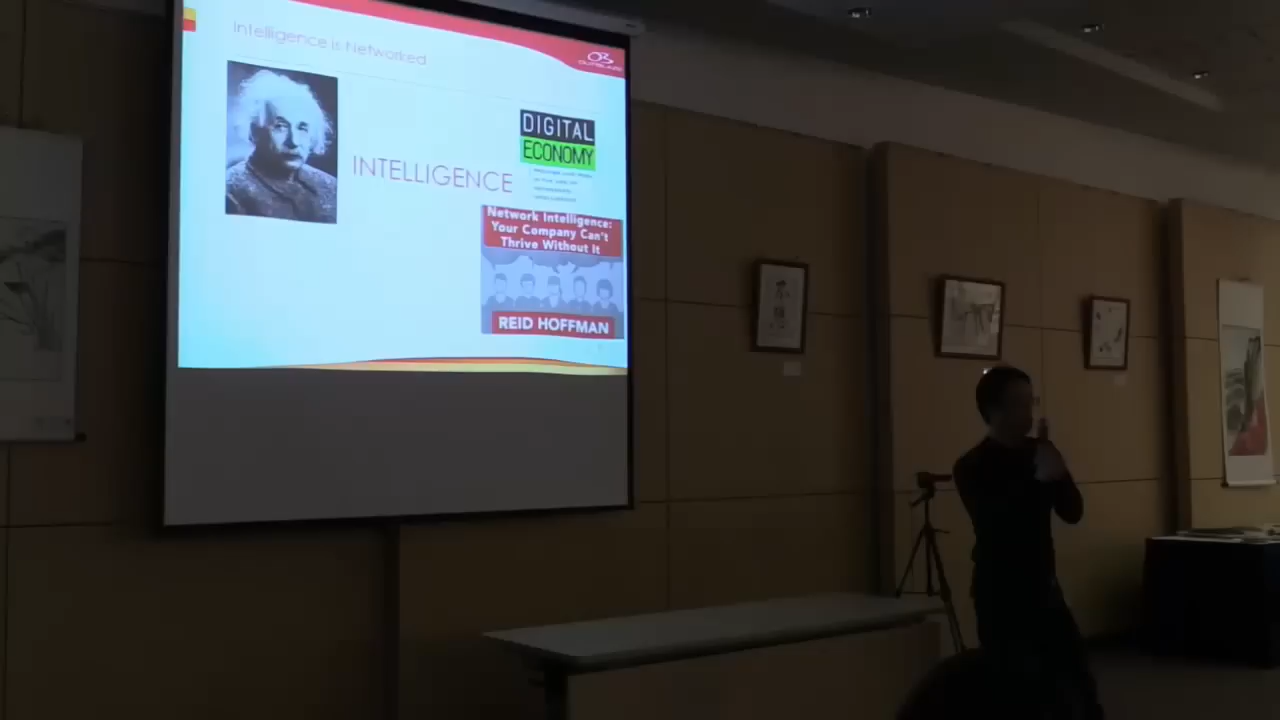 Intelligence is Networked
INTELLIGENCE
DIGITAL
ECONOMY
Network Intelligence:
Your Company Can't
Thrive Without It
REID HOFFMAN